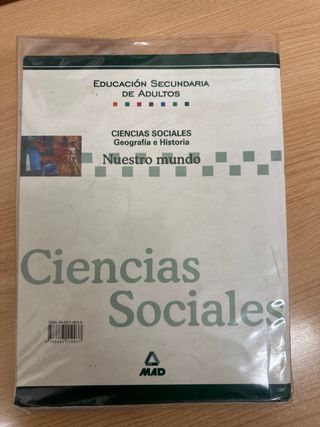 EDUCACIÓN SECUNDARIA
DE ADULTOS
CIENCIAS SOCIALES
Geografía e Historia
Nuestro mundo
Ciencias
Sociales
MAD